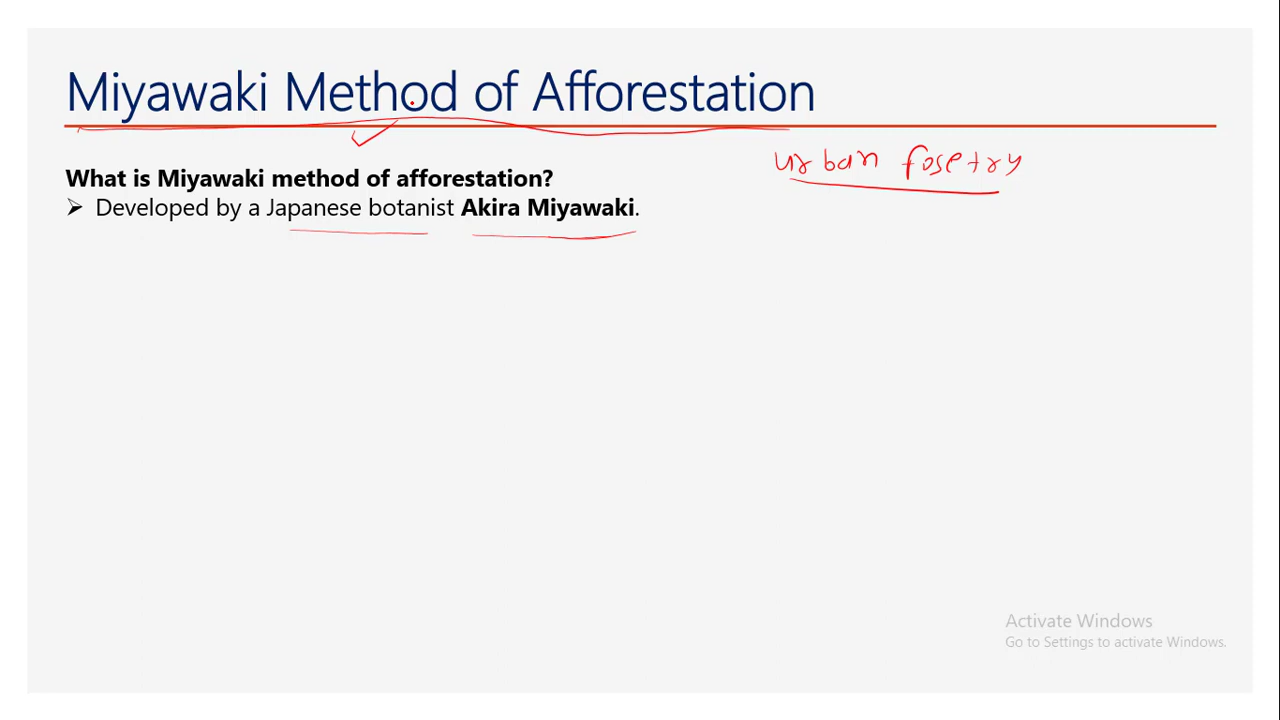 Miyawaki Method of Afforestation
urban fosetry
What is Miyawaki method of afforestation?
➤ Developed by a Japanese botanist Akira Miyawaki.
Activate Windows
Go to Settings to activate Windows.